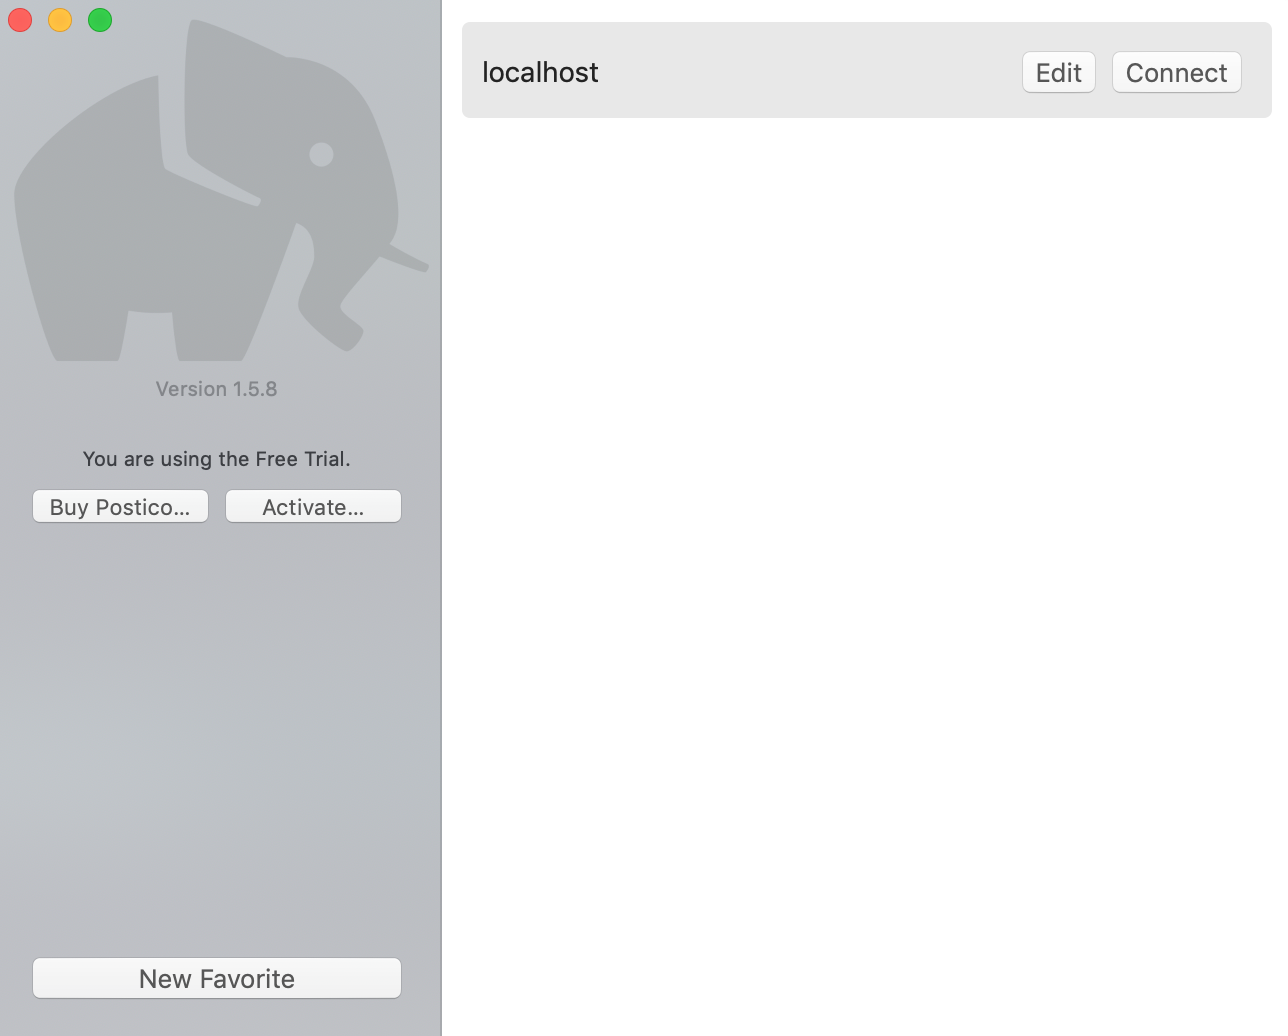 localhost
Edit
Connect
Version 1.5.8
You are using the Free Trial.
Buy Postico...
Activate...
New Favorite